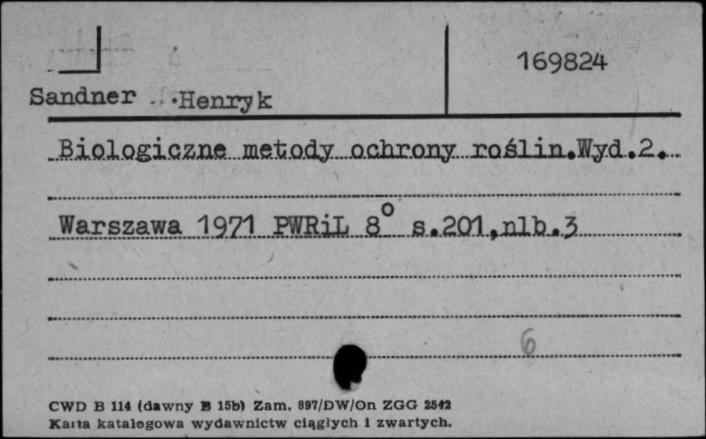 169824
Sandner Henryk
Biologiczne metody ochrony roślin.Wyd.2.
Warszawa 1971 PWRiL 8° s.201,nlb.3
6
CWD B 114 (dawny B 15b) Zam. 897/DW/On ZGG 2542
Karta katalogowa wydawnictw ciągłych i zwartych.